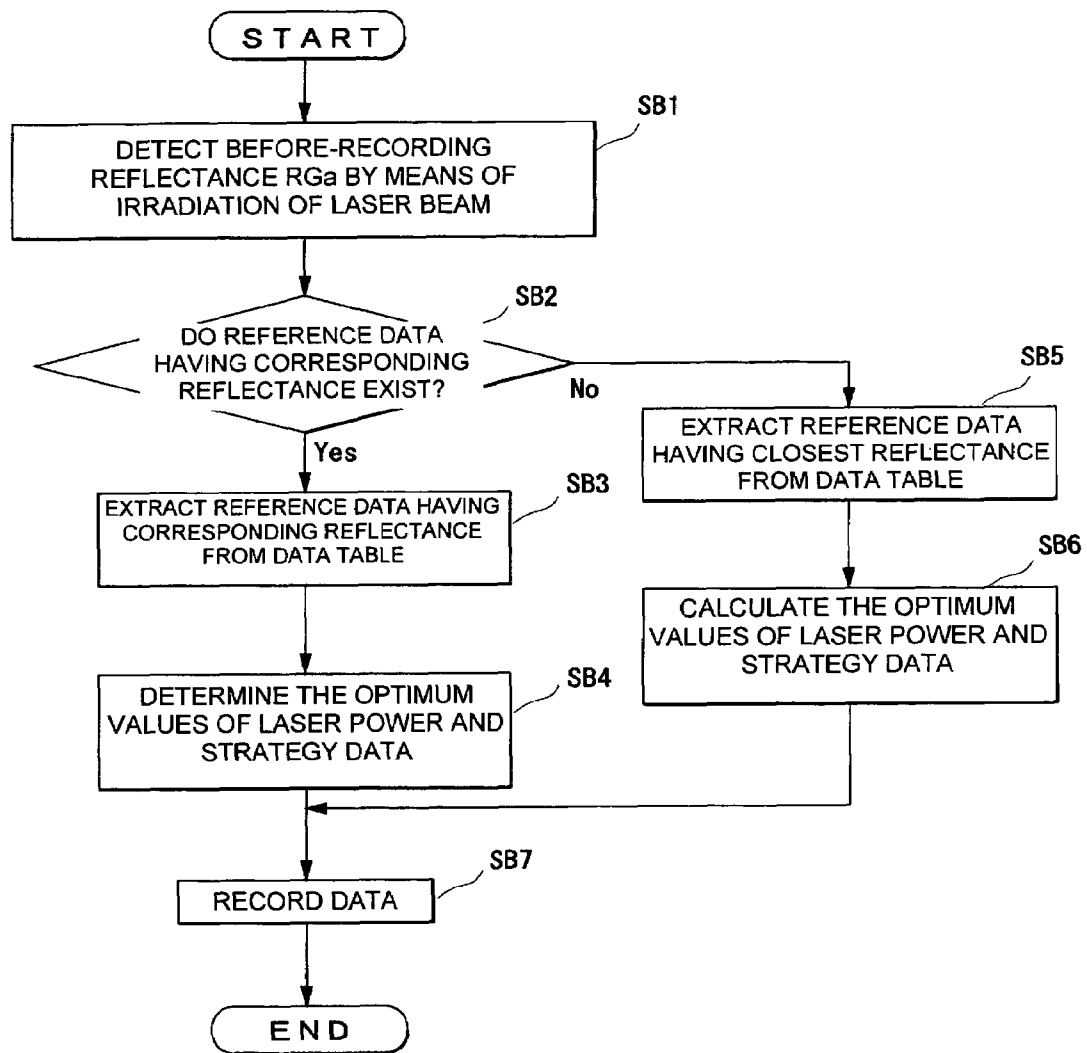 START
SB1
DETECT BEFORE-RECORDING
REFLECTANCE RGa BY MEANS OF
IRRADIATION OF LASER BEAM
SB2
DO REFERENCE DATA
HAVING CORRESPONDING
REFLECTANCE EXIST?
No
Yes
SB3
EXTRACT REFERENCE DATA HAVING
CORRESPONDING REFLECTANCE
FROM DATA TABLE
SB4
DETERMINE THE OPTIMUM
VALUES OF LASER POWER AND
STRATEGY DATA
SB5
EXTRACT REFERENCE DATA
HAVING CLOSEST REFLECTANCE
FROM DATA TABLE
SB6
CALCULATE THE OPTIMUM
VALUES OF LASER POWER AND
STRATEGY DATA
SB7
RECORD DATA
END